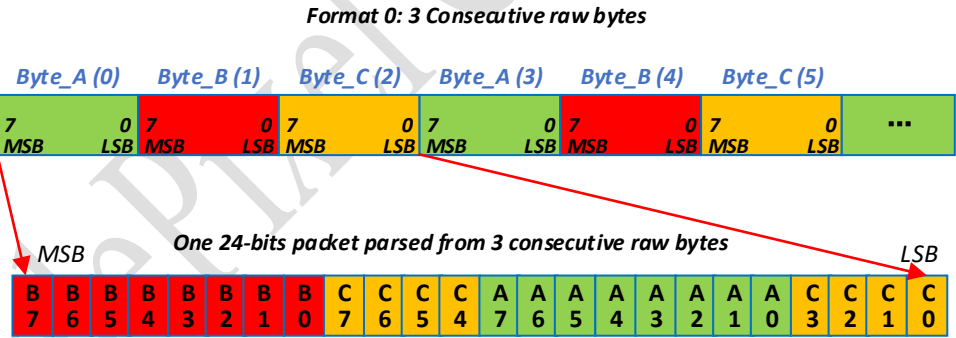 Format 0: 3 Consecutive raw bytes
Byte_A (0) Byte_B (1) Byte_C (2) Byte_A (3) Byte_B (4) Byte_C (5)
7 0 7 0 7 0 7 0 7 0 7 0 ...
MSB LSB MSB LSB MSB LSB MSB LSB MSB LSB MSB LSB
MSB One 24-bits packet parsed from 3 consecutive raw bytes LSB
B B B B B B B B C C C C A A A A A A A A C C C C
7 6 5 4 3 2 1 0 7 6 5 4 7 6 5 4 3 2 1 0 3 2 1 0